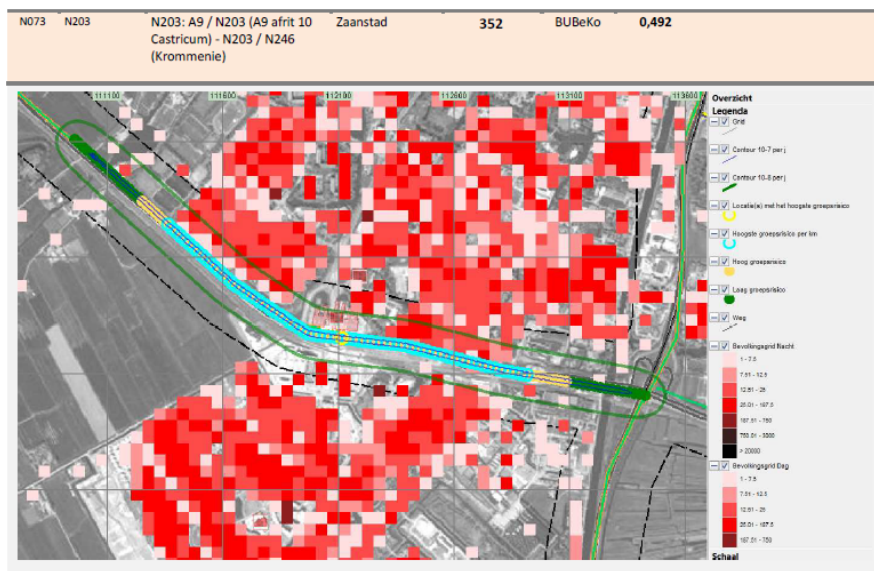 N073 N203 N203: A9 / N203 (A9 afrit 10 Zaanstad 352 BUBeKo 0,492
Castricum) - N203 / N246
(Krommenie)
111100 111600 112100 112600 113100 113600
Overzicht
Legenda
Grid
Contour 10-7 per j
Contour 10-8 per j
Locatie(s) met het hoogste groepsrisico
Hoogste groepsrisico per km
Hoog groepsrisico
Laag groepsrisico
Weg
Bevolkingsgrid Nacht
1 - 7.5
7.51 - 12.5
12.51 - 25
25.01 - 187.5
187.51 - 750
750.01 - 3000
> 20000
Bevolkingsgrid Dag
1 - 7.5
7.51 - 12.5
12.51 - 25
25.01 - 187.5
187.51 - 750
Schaal